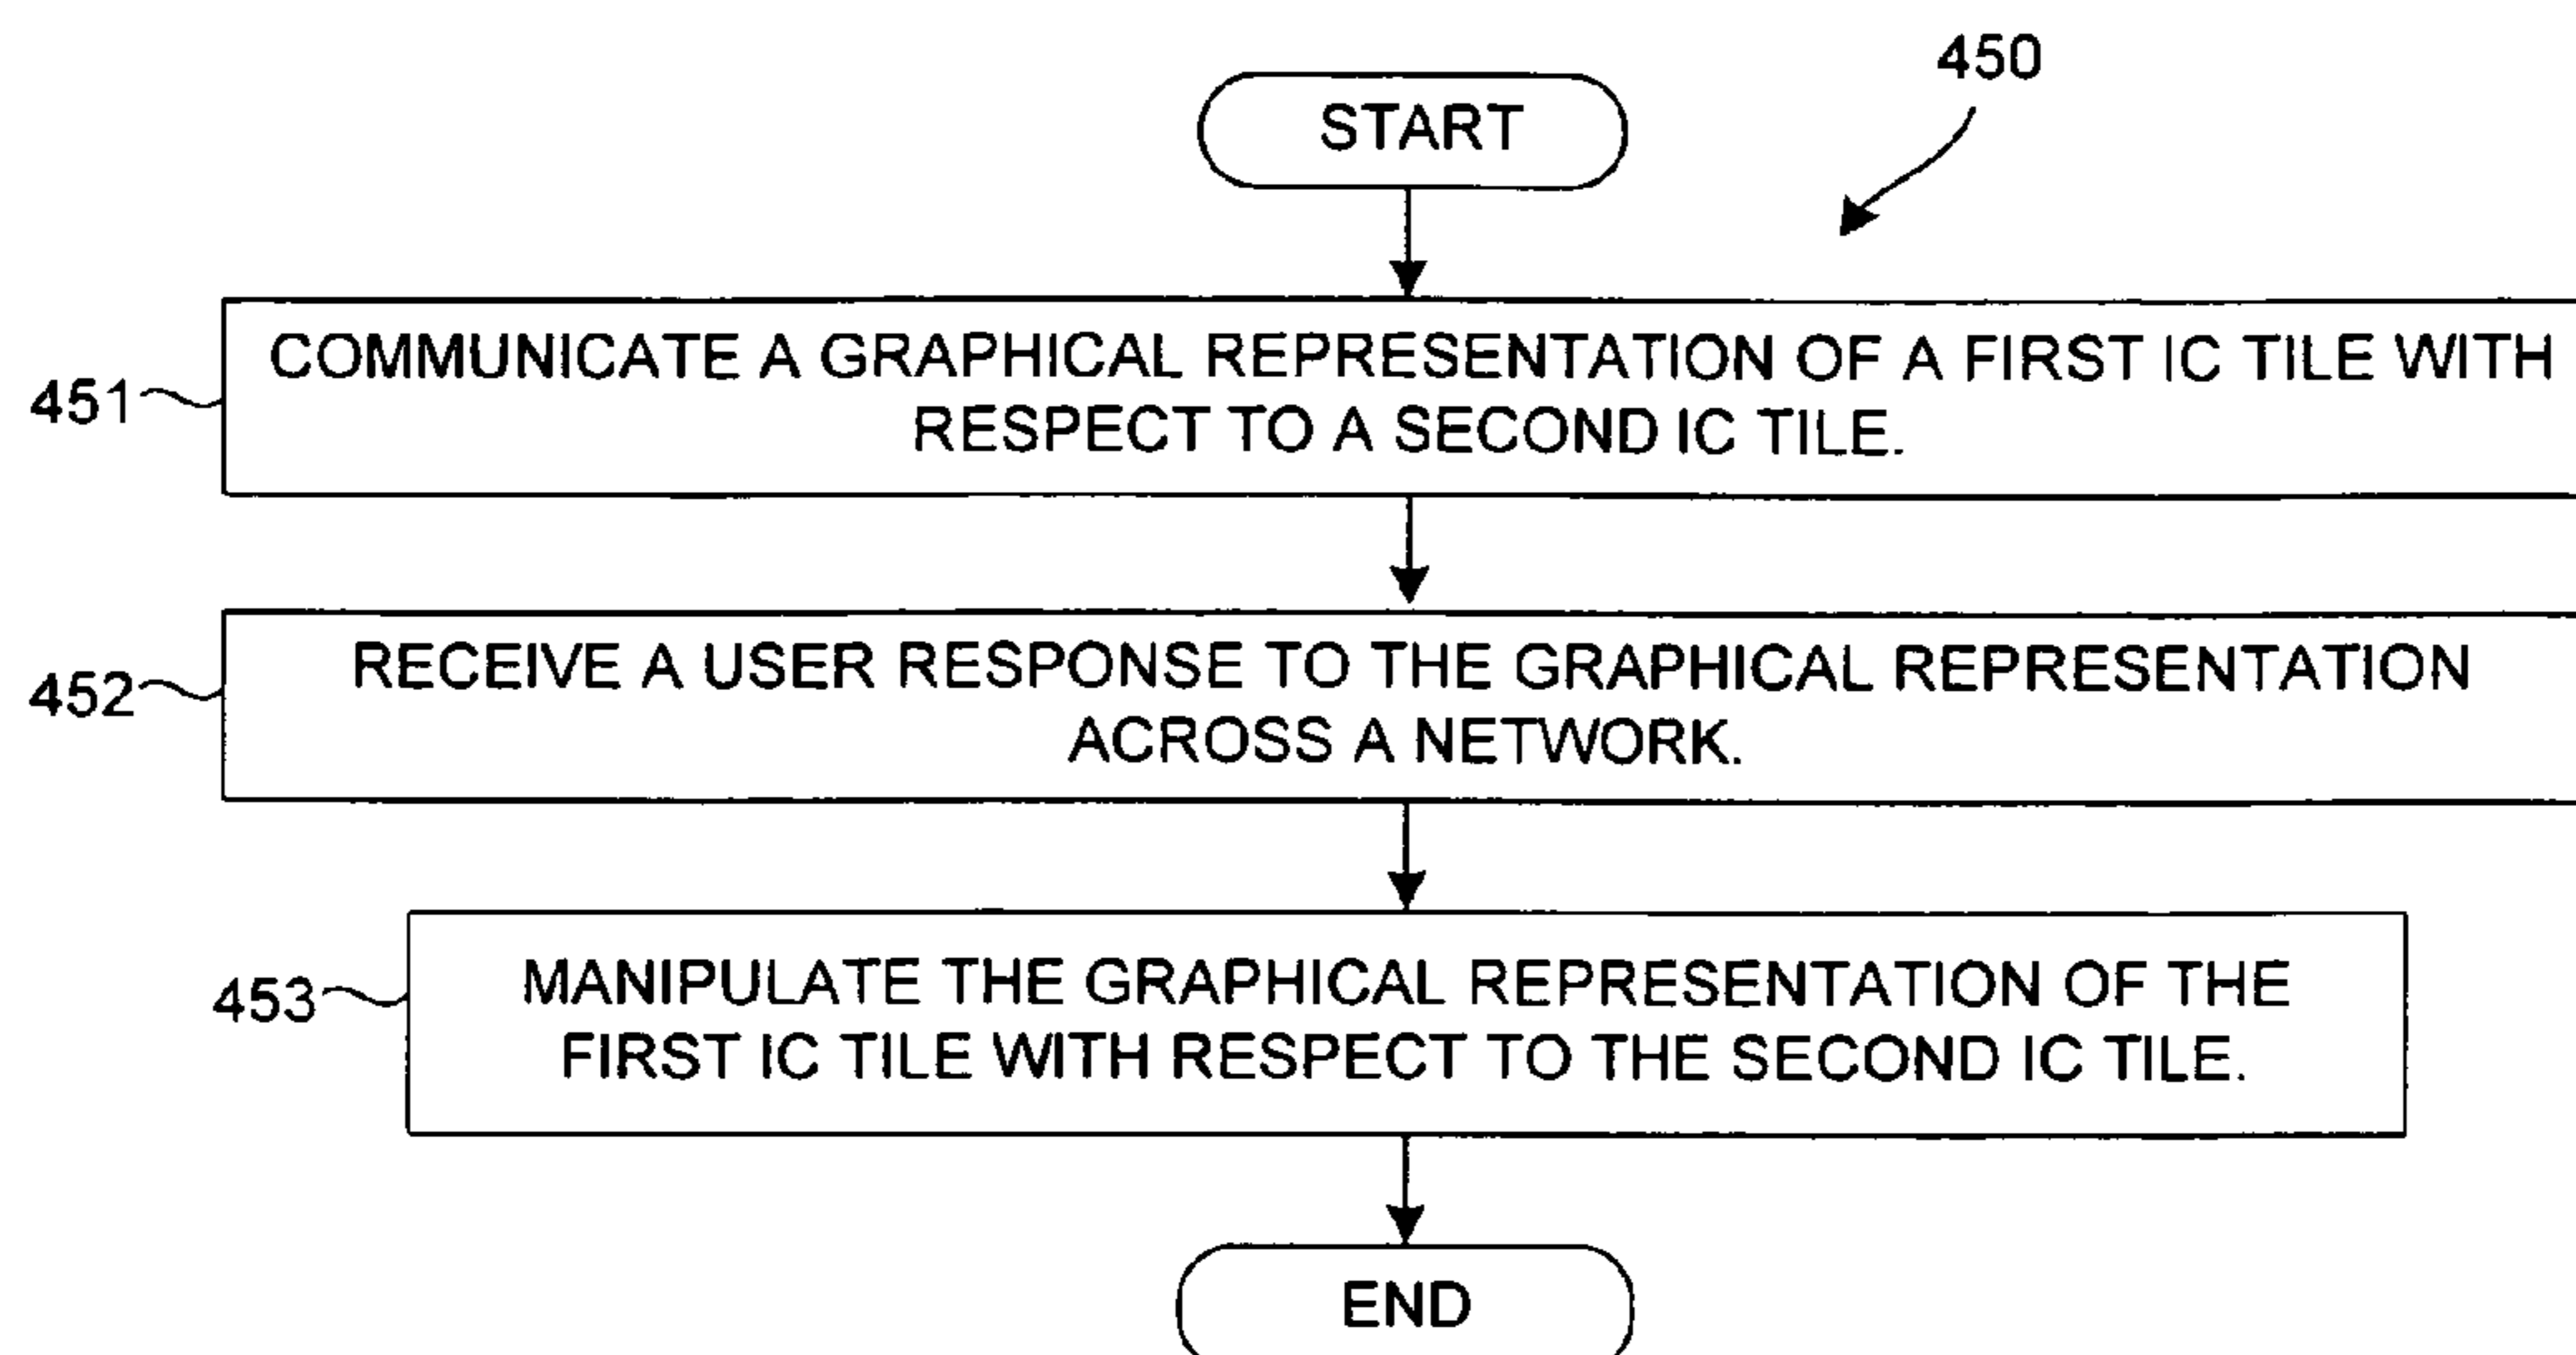 450
START
451
COMMUNICATE A GRAPHICAL REPRESENTATION OF A FIRST IC TILE WITH
RESPECT TO A SECOND IC TILE.
452
RECEIVE A USER RESPONSE TO THE GRAPHICAL REPRESENTATION
ACROSS A NETWORK.
453
MANIPULATE THE GRAPHICAL REPRESENTATION OF THE
FIRST IC TILE WITH RESPECT TO THE SECOND IC TILE.
END